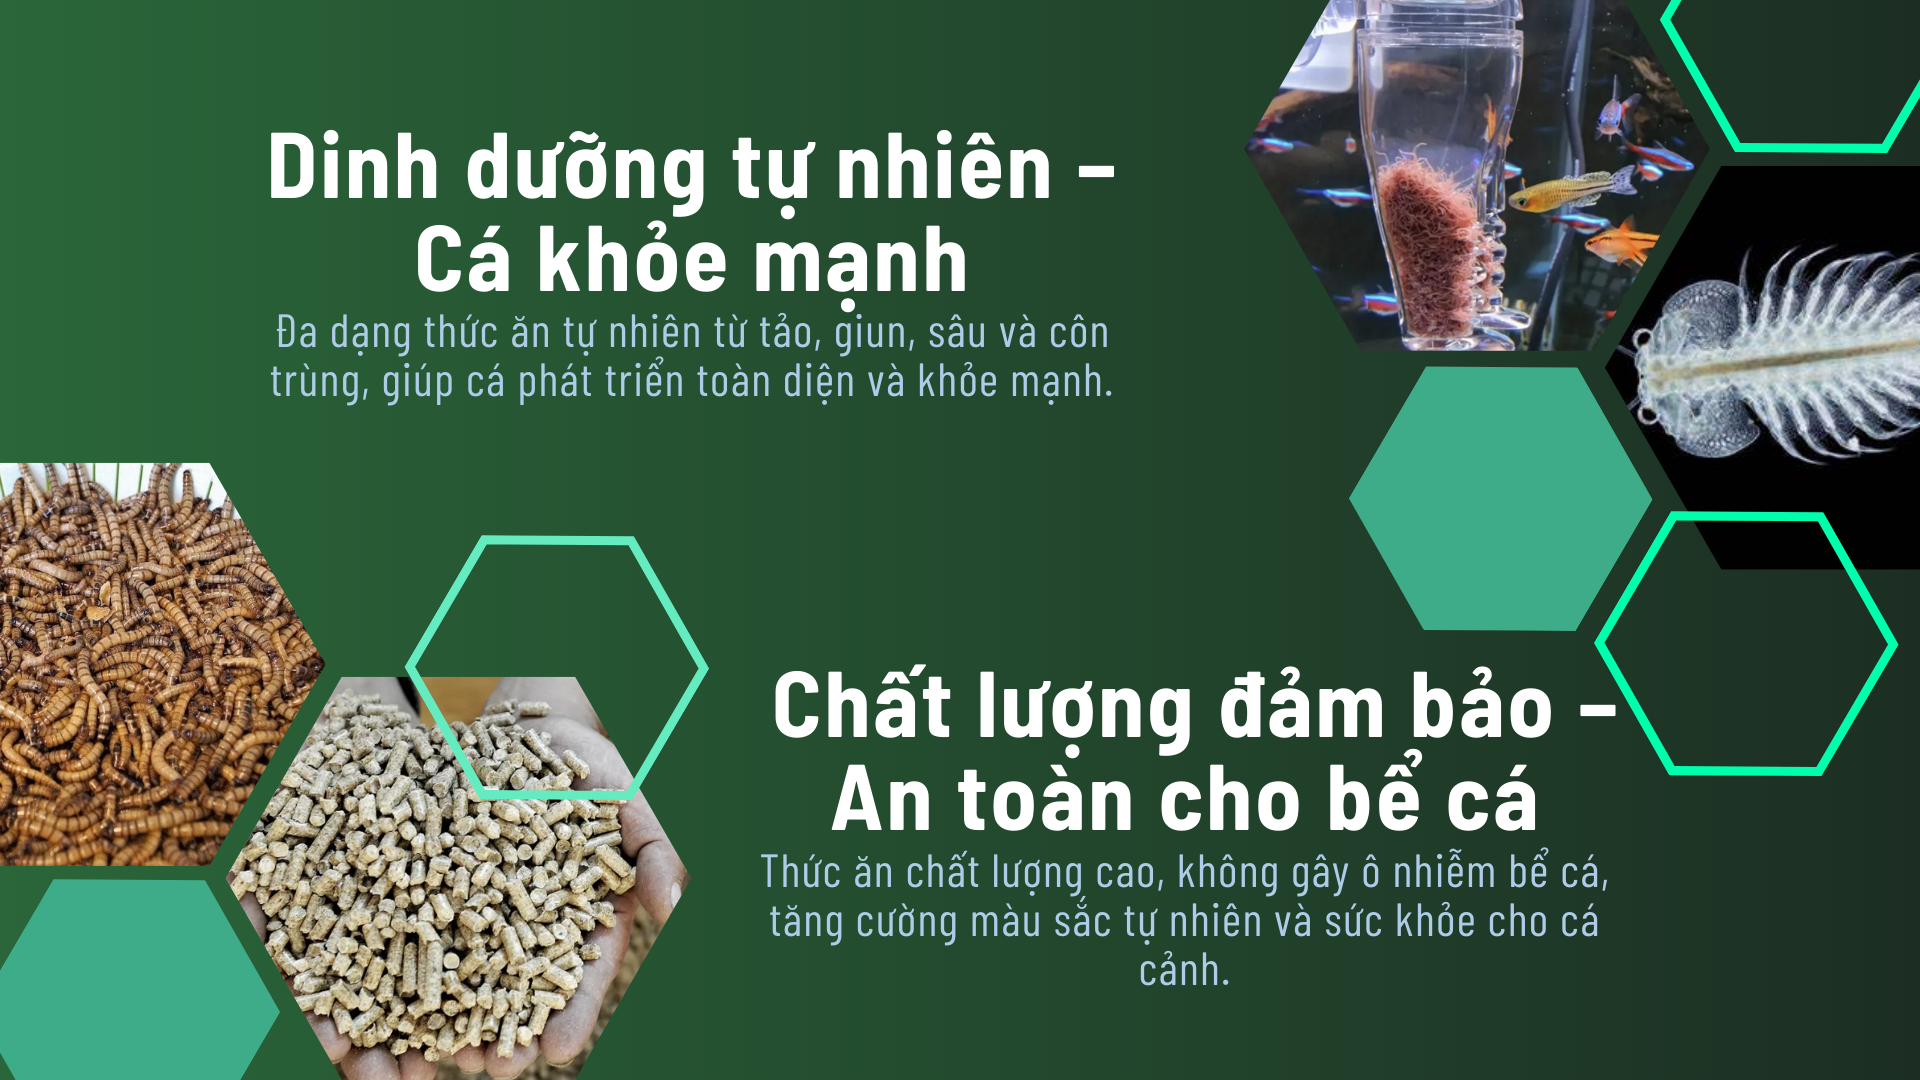 Dinh dưỡng tự nhiên –
Cá khỏe mạnh
Đa dạng thức ăn tự nhiên từ tảo, giun, sâu và côn
trùng, giúp cá phát triển toàn diện và khỏe mạnh.
Chất lượng đảm bảo –
An toàn cho bể cá
Thức ăn chất lượng cao, không gây ô nhiễm bể cá,
tăng cường màu sắc tự nhiên và sức khỏe cho cá
cảnh.